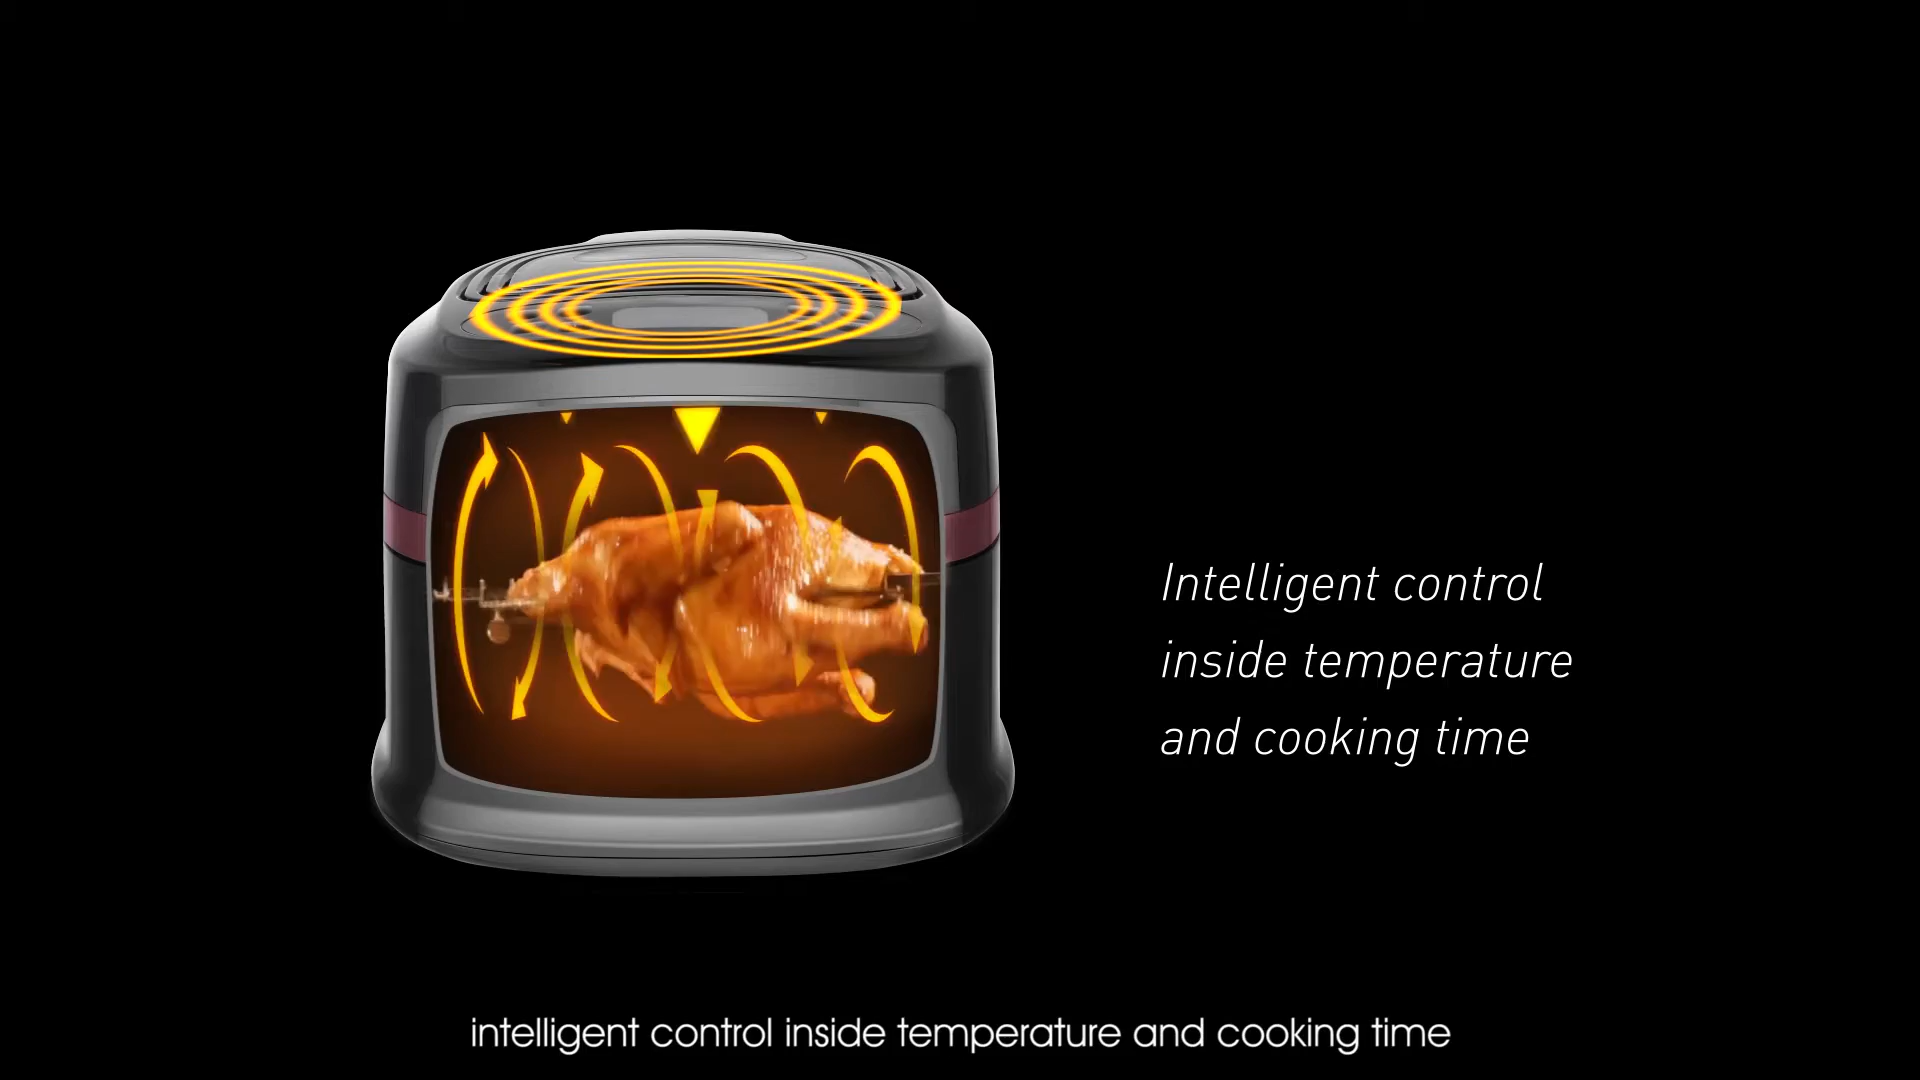 Intelligent control
inside temperature
and cooking time
intelligent control inside temperature and cooking time